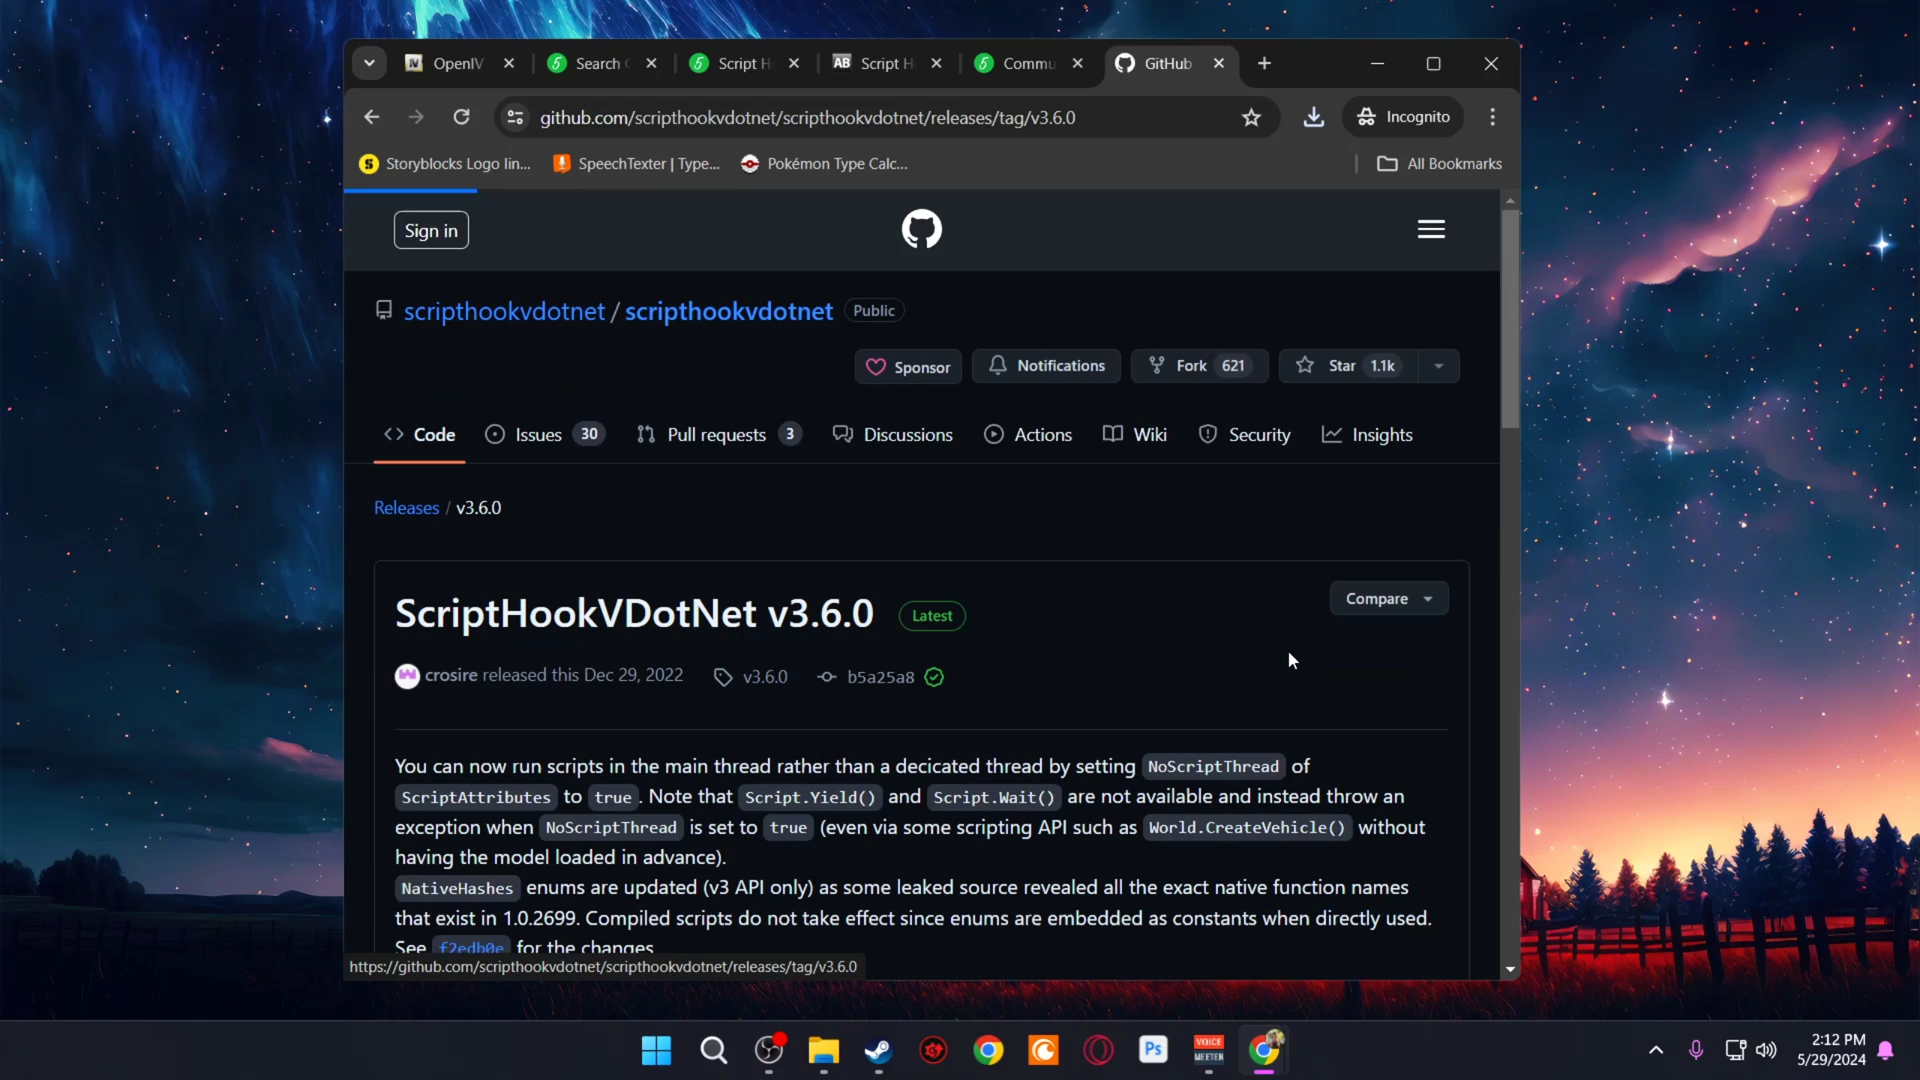 OpenIV
Search
Script H
AB
Script H
Commu
GitHub
github.com/scripthookvdotnet/scripthookvdotnet/releases/tag/v3.6.0
Incognito
Storyblocks Logo lin...
SpeechTexter | Type...
Pokémon Type Calc...
All Bookmarks
Sign in
scripthookvdotnet / scripthookvdotnet
Public
Sponsor
Notifications
Fork 621
Star 1.1k
Code
Issues 30
Pull requests 3
Discussions
Actions
Wiki
Security
Insights
Releases / v3.6.0
ScriptHookVDotNet v3.6.0
Latest
Compare
crosire released this Dec 29, 2022
v3.6.0
b5a25a8
You can now run scripts in the main thread rather than a decicated thread by setting NoScriptThread of
ScriptAttributes to true. Note that Script.Yield() and Script.Wait() are not available and instead throw an
exception when NoScriptThread is set to true (even via some scripting API such as World.CreateVehicle() without
having the model loaded in advance).
NativeHashes enums are updated (v3 API only) as some leaked source revealed all the exact native function names
that exist in 1.0.2699. Compiled scripts do not take effect since enums are embedded as constants when directly used.
See f2edb0e for the changes
https://github.com/scripthookvdotnet/scripthookvdotnet/releases/tag/v3.6.0
Ps
VOICE
MEETER
2:12 PM
5/29/2024